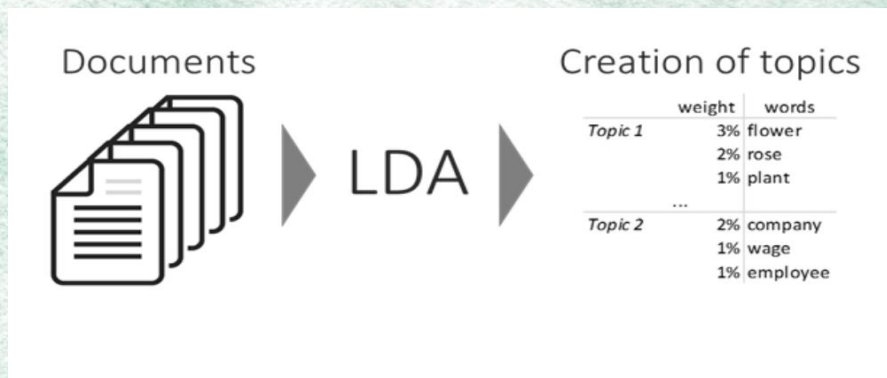 Documents
LDA
Creation of topics
weight words
Topic 1 3% flower
2% rose
1% plant
...
Topic 2 2% company
1% wage
1% employee